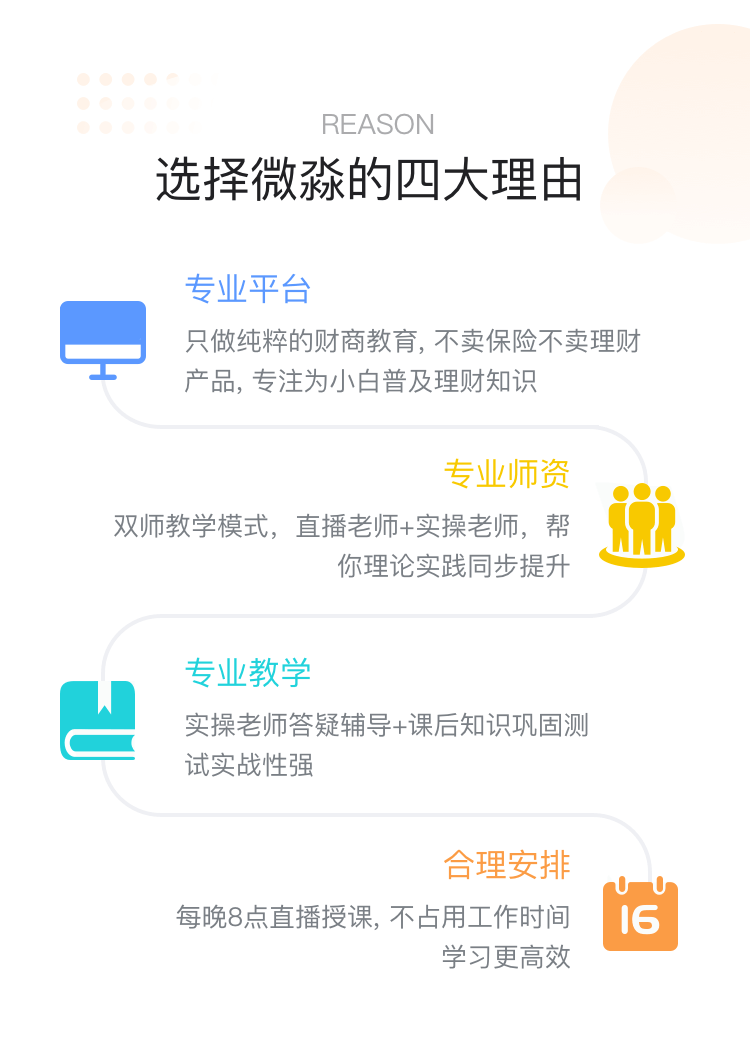 REASON
选择微淼的四大理由
专业平台
只做纯粹的财商教育, 不卖保险不卖理财
产品, 专注为小白普及理财知识
专业师资
双师教学模式，直播老师+实操老师，帮
你理论实践同步提升
专业教学
实操老师答疑辅导+课后知识巩固测
试实战性强
合理安排
每晚8点直播授课, 不占用工作时间
16
学习更高效